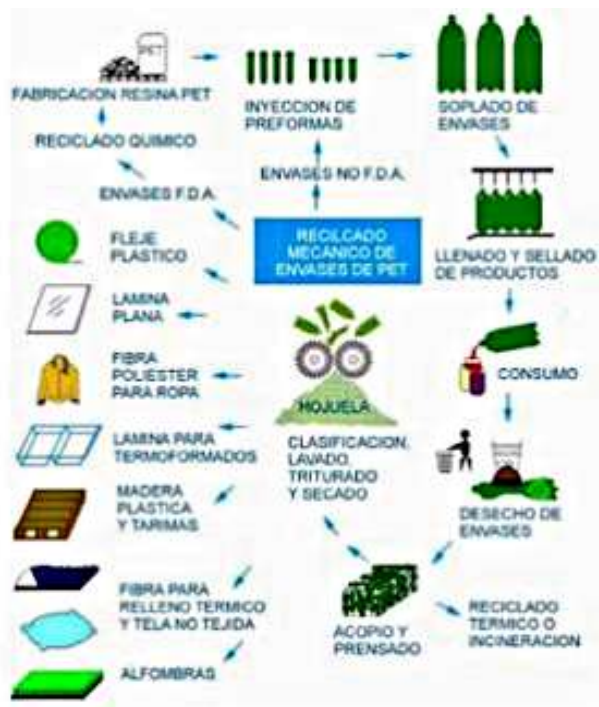 PET
FABRICACION RESINA PET
INYECCION DE
PREFORMAS
SOPLADO DE
ENVASES
RECICLADO QUIMICO
ENVASES F.D.A.
ENVASES NO F.D.A.
RECILCADO
MECÁNICO DE
ENVASES DE PET
LLENADO Y SELLADO
DE PRODUCTOS
FLEJE
PLASTICO
LAMINA
PLANA
CONSUMO
FIBRA
POLIESTER
PARA ROPA
HOJUELA
LAMINA PARA
TERMOFORMADOS
CLASIFICACION,
LAVADO,
TRITURADO
Y SECADO
MADERA
PLASTICA
Y TARIMAS
DESECHO DE
ENVASES
FIBRA PARA
RELLENO TERMICO
Y TELA NO TEJIDA
ACOPIO Y
PRENSADO
RECICLADO
TERMICO O
INCINERACION
ALFOMBRAS